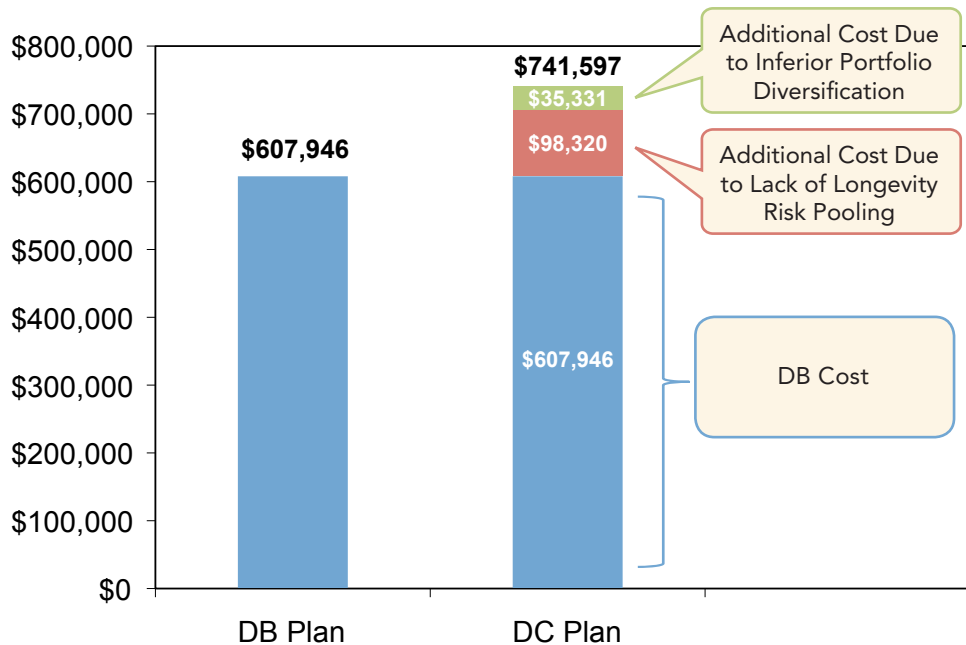 $800,000
$700,000
$600,000
$500,000
$400,000
$300,000
$200,000
$100,000
$0
$607,946
DB Plan
$741,597
$35,331
$98,320
$607,946
DC Plan
Additional Cost Due
to Inferior Portfolio
Diversification
Additional Cost Due
to Lack of Longevity
Risk Pooling
DB Cost